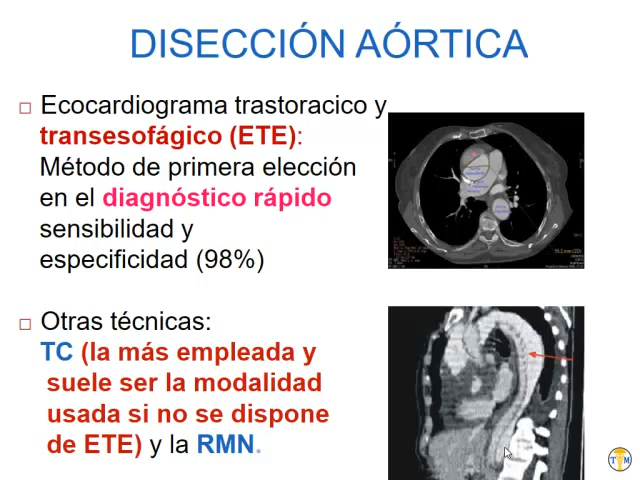 DISECCIÓN AÓRTICA
Ecocardiograma trastoracico y
transesofágico (ETE):
Método de primera elección
en el diagnóstico rápido
sensibilidad y
especificidad (98%)
Otras técnicas:
TC (la más empleada y
suele ser la modalidad
usada si no se dispone
de ETE) y la RMN.